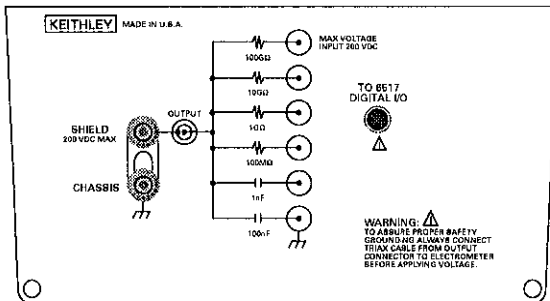 KEITHLEY MADE IN U.S.A.
MAX VOLTAGE
INPUT 200 VDC
100GΩ
10GΩ
TO 6517
DIGITAL I/O
OUTPUT
SHIELD
200 VDC MAX
1GΩ
100MΩ
CHASSIS
1nF
100nF
WARNING:
TO ASSURE PROPER SAFETY
GROUNDING ALWAYS CONNECT
TRIAX CABLE FROM OUTPUT
CONNECTOR TO ELECTROMETER
BEFORE APPLYING VOLTAGE.